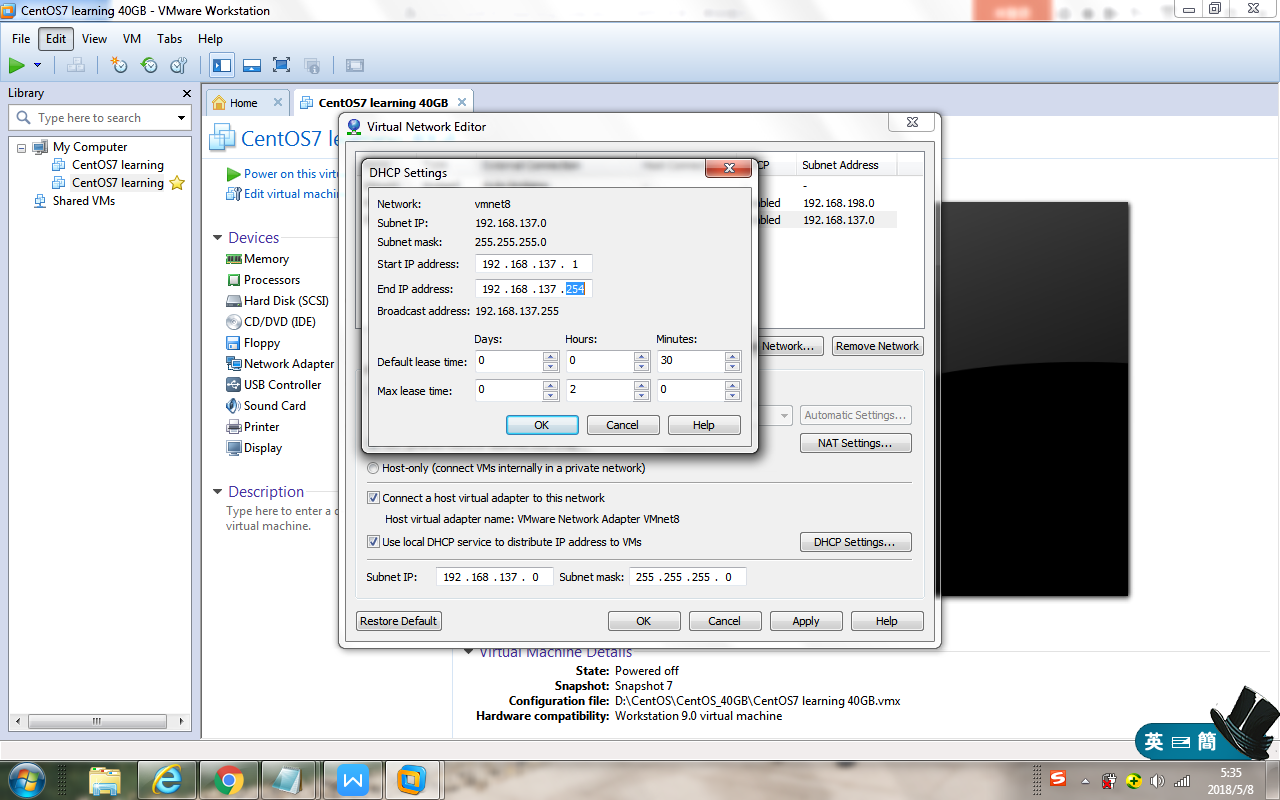 CentOS7 learning 40GB - VMware Workstation
File Edit View VM Tabs Help
Library
Type here to search
My Computer
CentOS7 learning
CentOS7 learning
Shared VMs
Home
CentOS7 learning 40GB
CentOS7 le
Power on this virtu
Edit virtual machin
Devices
Memory
Processors
Hard Disk (SCSI)
CD/DVD (IDE)
Floppy
Network Adapter
USB Controller
Sound Card
Printer
Display
Description
Type here to enter a d
virtual machine.
Virtual Network Editor
CP Subnet Address
-
abled 192.168.198.0
abled 192.168.137.0
DHCP Settings
Network: vmnet8
Subnet IP: 192.168.137.0
Subnet mask: 255.255.255.0
Start IP address: 192 . 168 . 137 . 1
End IP address: 192 . 168 . 137 . 254
Broadcast address: 192.168.137.255
Days: Hours: Minutes:
Default lease time: 0 0 30
Max lease time: 0 2 0
OK Cancel Help
Network... Remove Network
Automatic Settings...
NAT Settings...
Host-only (connect VMs internally in a private network)
Connect a host virtual adapter to this network
Host virtual adapter name: VMware Network Adapter VMnet8
Use local DHCP service to distribute IP address to VMs
DHCP Settings...
Subnet IP: 192 . 168 . 137 . 0 Subnet mask: 255 . 255 . 255 . 0
Restore Default OK Cancel Apply Help
Virtual Machine Details
State: Powered off
Snapshot: Snapshot 7
Configuration file: D:\CentOS\CentOS_40GB\CentOS7 learning 40GB.vmx
Hardware compatibility: Workstation 9.0 virtual machine
英 簡
5:35
2018/5/8